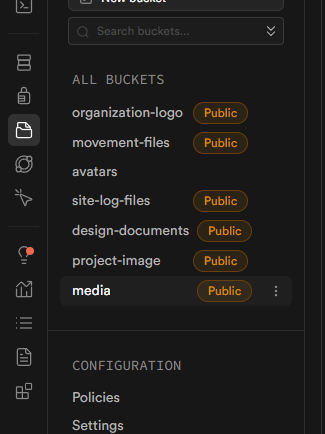 New bucket
Search buckets...
ALL BUCKETS
organization-logo Public
movement-files Public
avatars
site-log-files Public
design-documents Public
project-image Public
media Public
CONFIGURATION
Policies
Settings